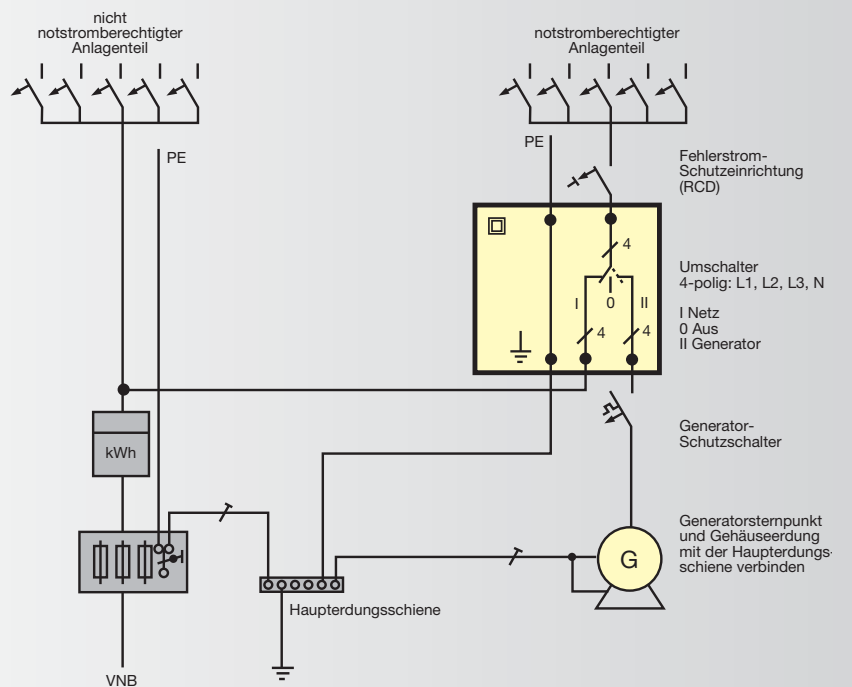 nicht
notstromberechtigter
Anlagenteil
notstromberechtigter
Anlagenteil
PE
PE
Fehlerstrom-
Schutzeinrichtung
(RCD)
4
Umschalter
4-polig: L1, L2, L3, N
I
0
II
I Netz
0 Aus
II Generator
4
4
kWh
Generator-
Schutzschalter
Generatorsternpunkt
und Gehäuseerdung
mit der Haupterdungs-
schiene verbinden
G
Haupterdungsschiene
VNB